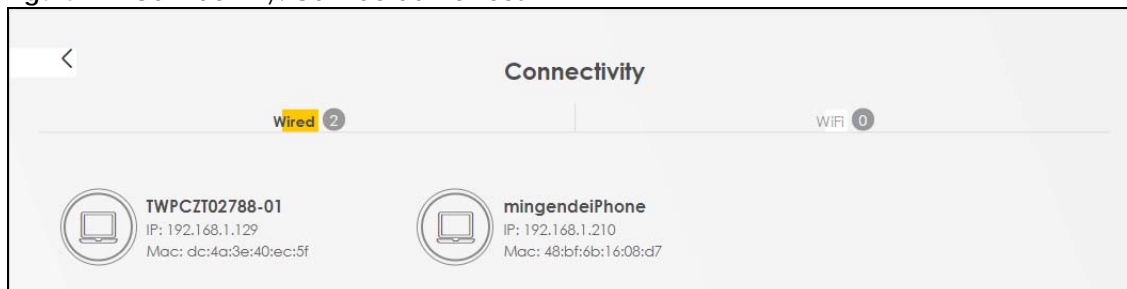 Connectivity
Wired 2
WiFi 0
TWPCZT02788-01
IP: 192.168.1.129
Mac: dc:4a:3e:40:ec:5f
mingendeiPhone
IP: 192.168.1.210
Mac: 48:bf:6b:16:08:d7